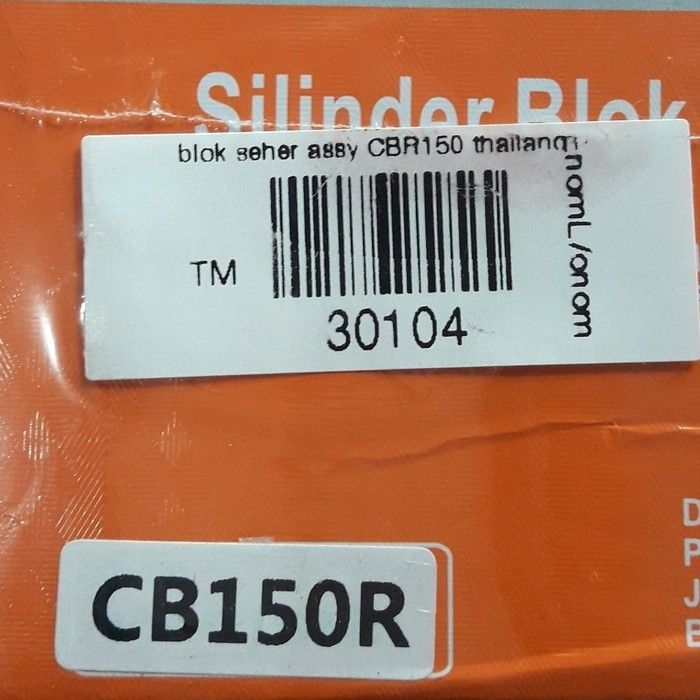 Silinder Blok
blok seher assy CBR150 thailand
TM
30104
nomL/onom
CB150R
D
P
J
E